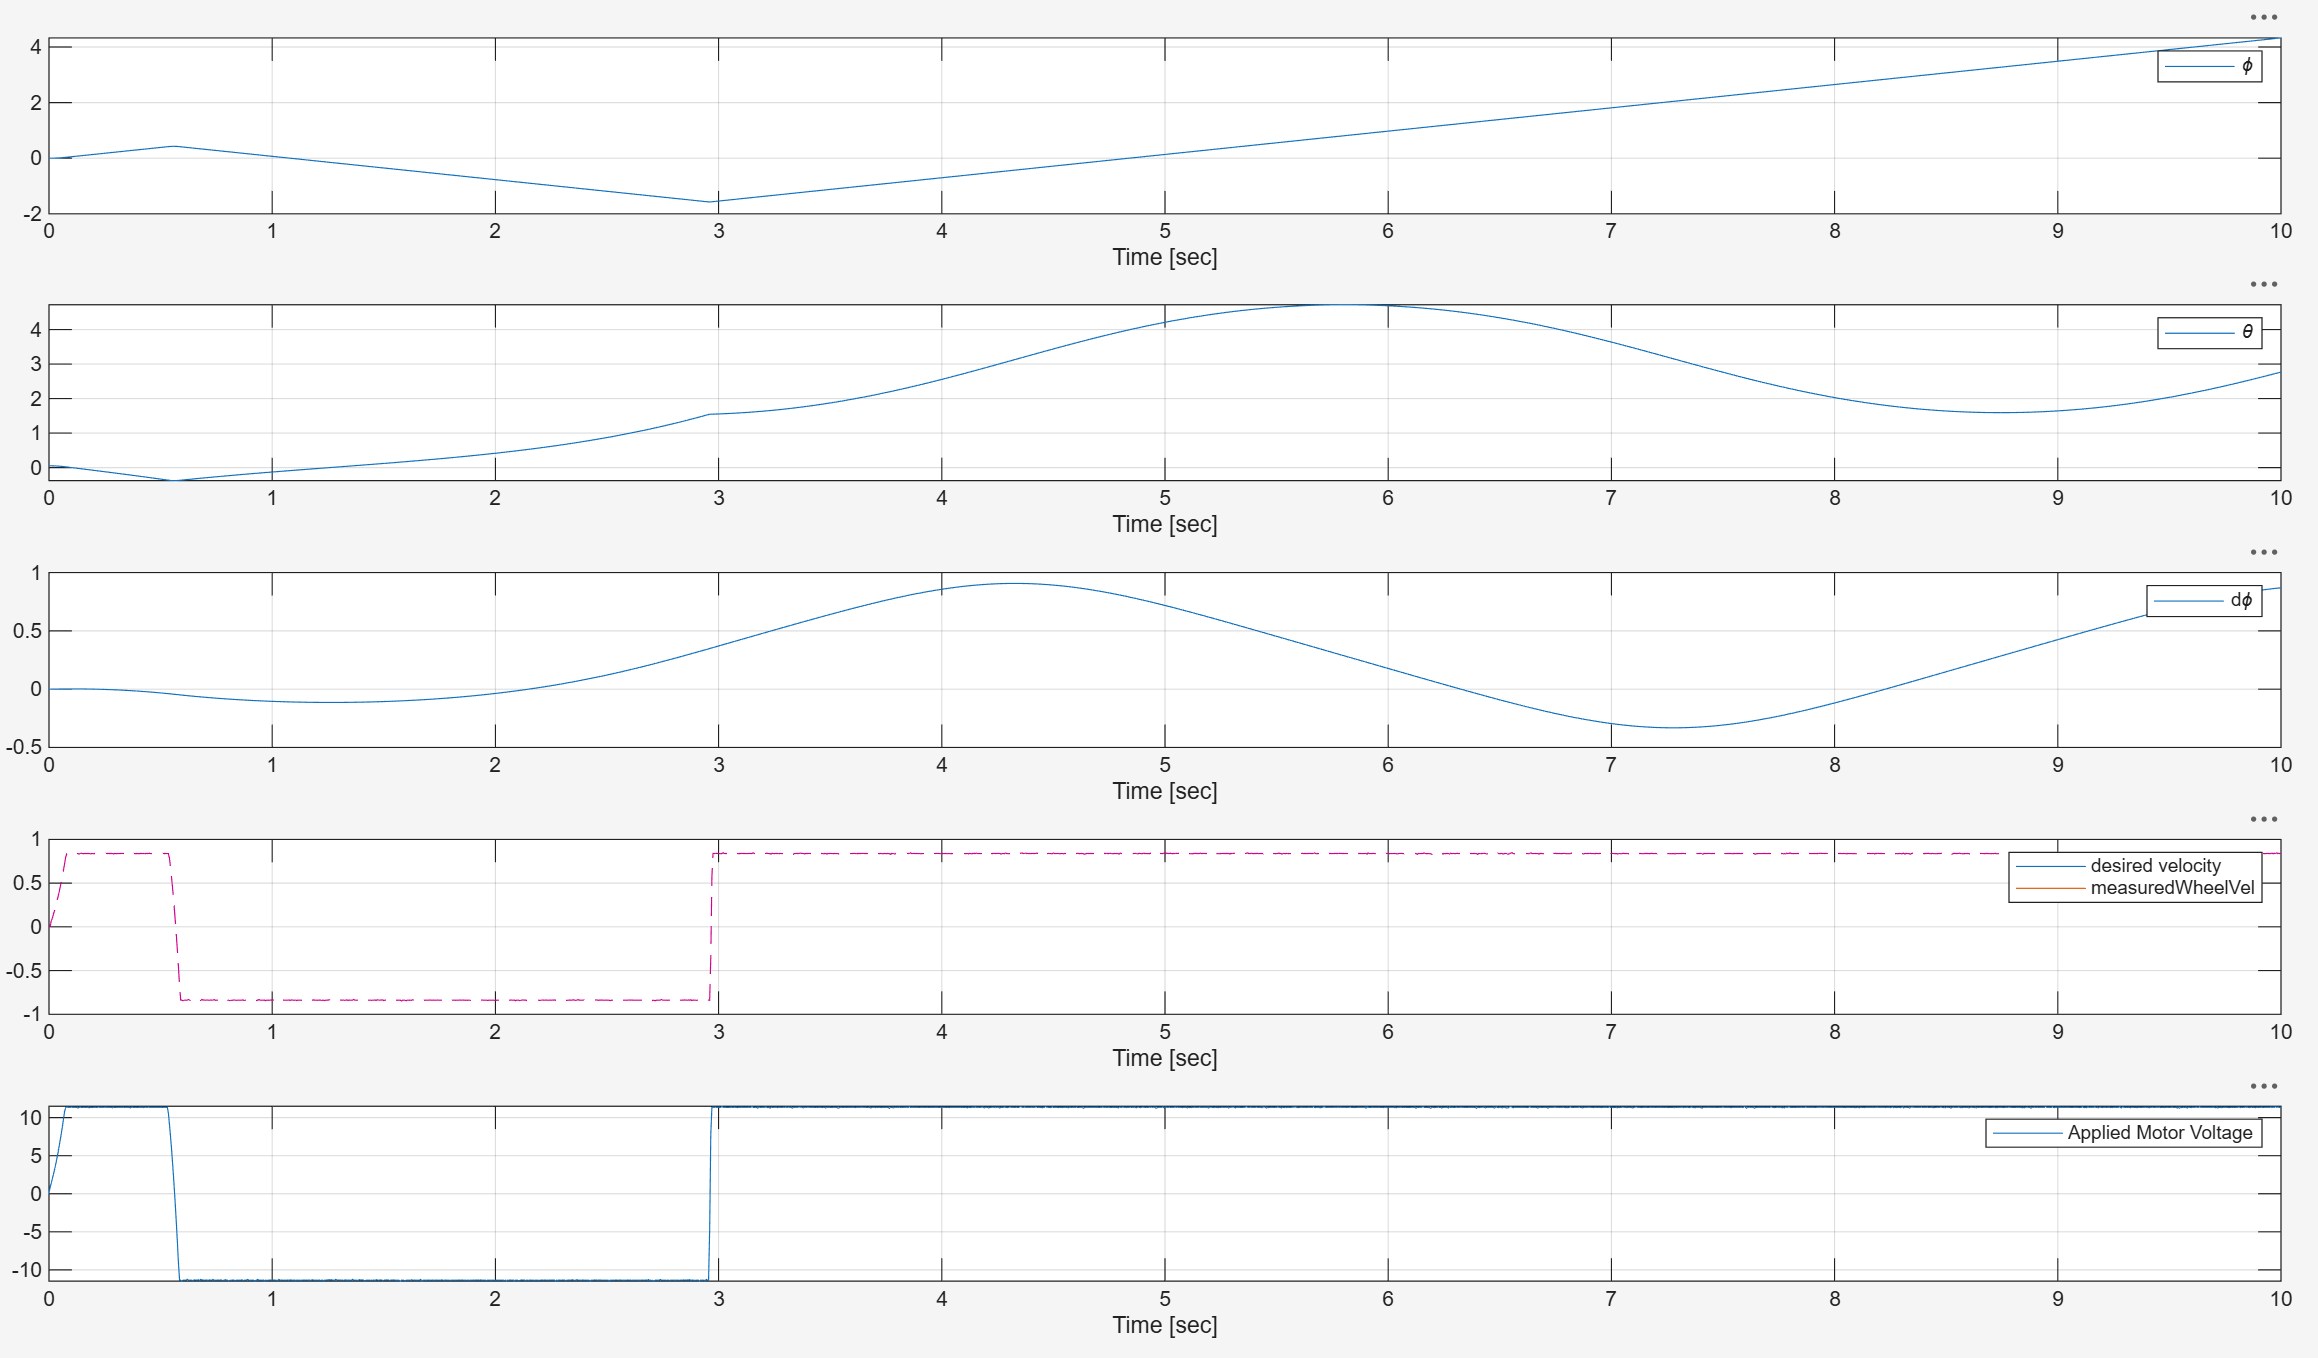 4
2
0
-2
0 1 2 3 4 5 6 7 8 9 10
Time [sec]
ϕ
4
3
2
1
0
0 1 2 3 4 5 6 7 8 9 10
Time [sec]
θ
1
0.5
0
-0.5
0 1 2 3 4 5 6 7 8 9 10
Time [sec]
dϕ
1
0.5
0
-0.5
-1
0 1 2 3 4 5 6 7 8 9 10
Time [sec]
desired velocity
measuredWheelVel
10
5
0
-5
-10
0 1 2 3 4 5 6 7 8 9 10
Time [sec]
Applied Motor Voltage